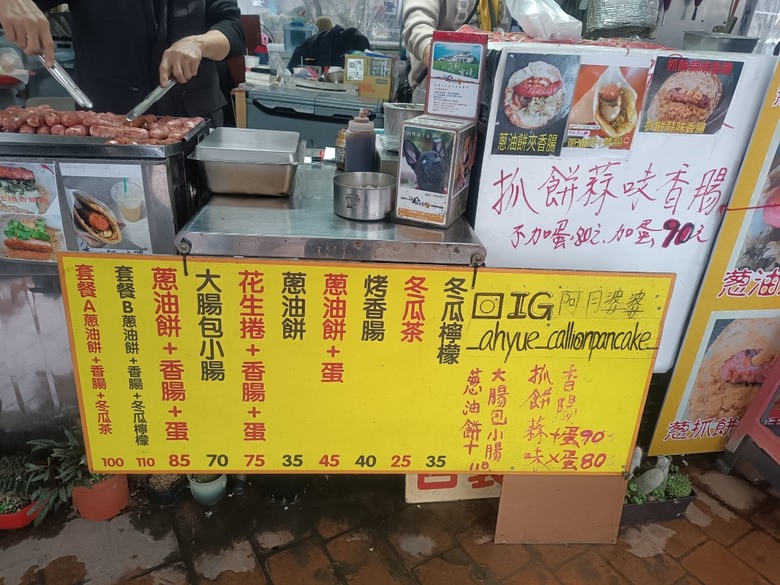 蔥油餅夾香腸
抓餅蒜味香腸
抓餅蒜味香腸
不加蛋80元 加蛋90元
套餐A蔥油餅+香腸+冬瓜茶 100
套餐B蔥油餅+香腸+冬瓜檸檬 110
蔥油餅+香腸+蛋 85
大腸包小腸 70
花生捲+香腸+蛋 75
蔥油餅 35
蔥油餅+蛋 45
烤香腸 40
冬瓜茶 25
冬瓜檸檬 35
IG 阿月婆婆
_ahyue_callionpancake_
香腸+蛋90
×蛋80
抓餅蒜味
大腸包小腸
蔥油餅+
110
蔥油
蔥抓餅